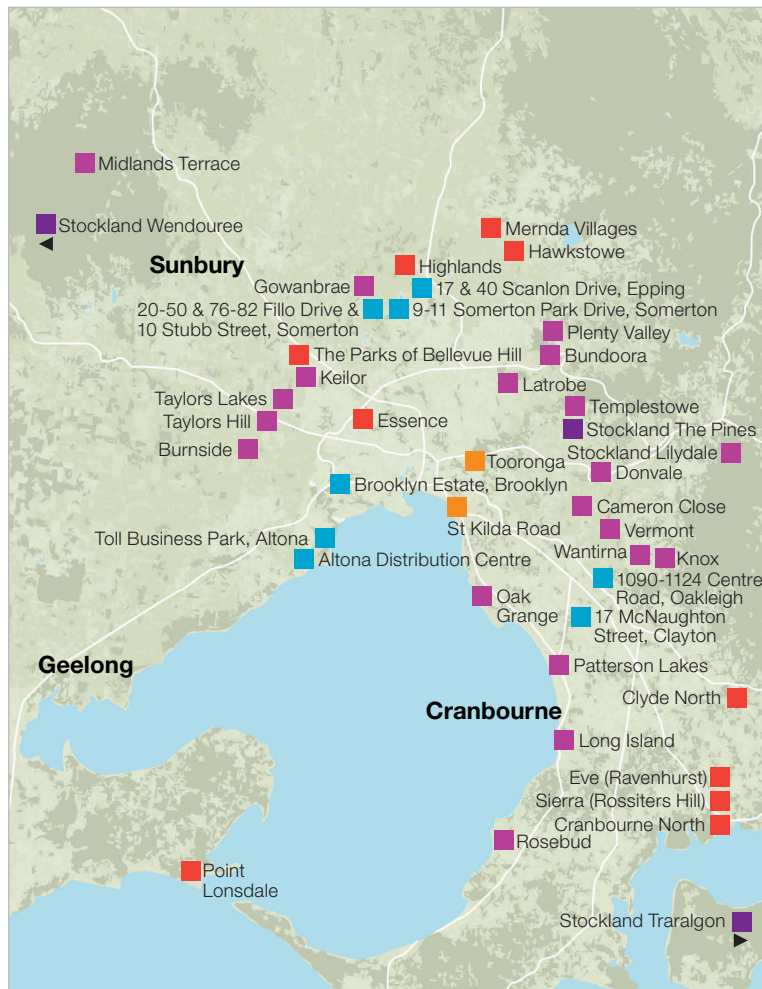 Midlands Terrace
Stockland Wendouree
Mernda Villages
Hawkstowe
Sunbury
Highlands
Gowanbrae
17 & 40 Scanlon Drive, Epping
20-50 & 76-82 Fillo Drive &
10 Stubb Street, Somerton
9-11 Somerton Park Drive, Somerton
Plenty Valley
The Parks of Bellevue Hill
Bundoora
Keilor
Latrobe
Taylors Lakes
Templestowe
Taylors Hill
Essence
Stockland The Pines
Burnside
Stockland Lilydale
Tooronga
Donvale
Brooklyn Estate, Brooklyn
Cameron Close
St Kilda Road
Vermont
Toll Business Park, Altona
Wantirna
Knox
Altona Distribution Centre
1090-1124 Centre
Road, Oakleigh
Oak
Grange
17 McNaughton
Street, Clayton
Geelong
Patterson Lakes
Clyde North
Cranbourne
Long Island
Eve (Ravenhurst)
Sierra (Rossiters Hill)
Cranbourne North
Rosebud
Point
Lonsdale
Stockland Traralgon